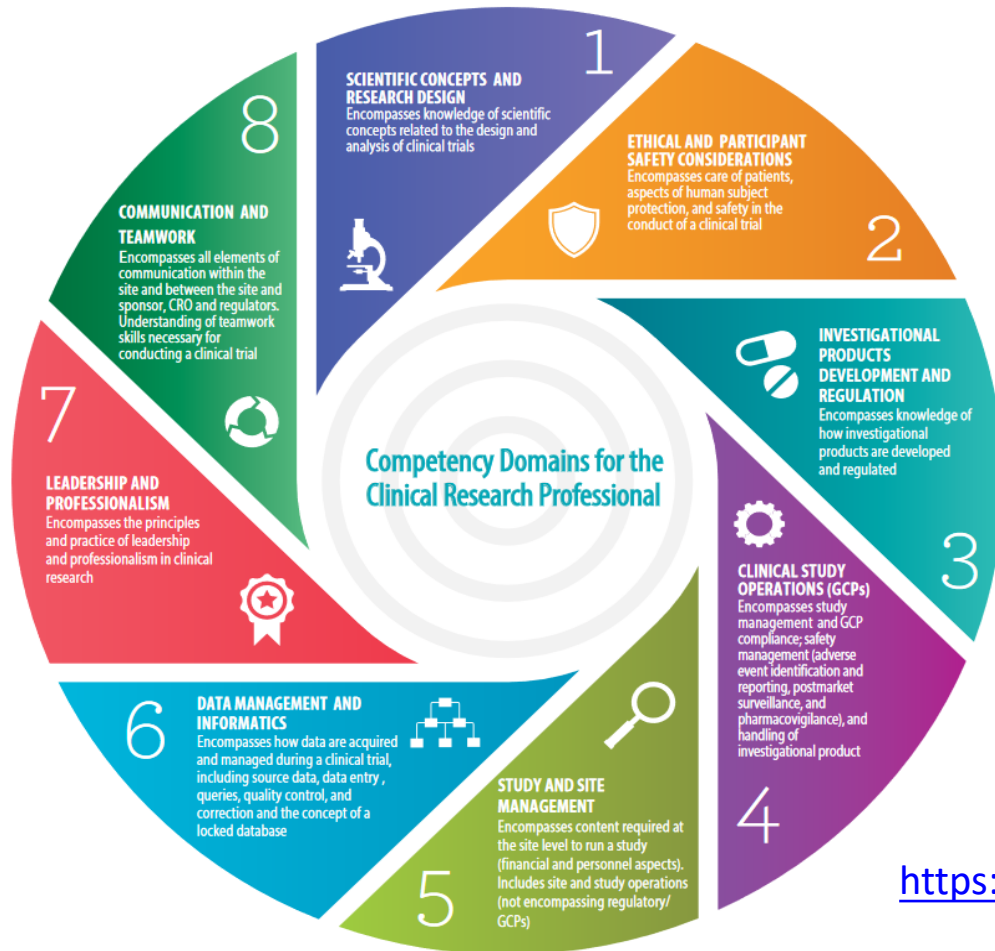 1
SCIENTIFIC CONCEPTS AND
RESEARCH DESIGN
Encompasses knowledge of scientific
concepts related to the design and
analysis of clinical trials
2
ETHICAL AND PARTICIPANT
SAFETY CONSIDERATIONS
Encompasses care of patients,
aspects of human subject
protection, and safety in the
conduct of a clinical trial
3
INVESTIGATIONAL
PRODUCTS
DEVELOPMENT AND
REGULATION
Encompasses knowledge of
how investigational
products are developed
and regulated
4
CLINICAL STUDY
OPERATIONS (GCPs)
Encompasses study
management and GCP
compliance; safety
management (adverse
event identification and
reporting, postmarket
surveillance, and
pharmacovigilance), and
handling of
investigational product
5
STUDY AND SITE
MANAGEMENT
Encompasses content required at
the site level to run a study
(financial and personnel aspects).
Includes site and study operations
(not encompassing regulatory/
GCPs)
6
DATA MANAGEMENT AND
INFORMATICS
Encompasses how data are acquired
and managed during a clinical trial,
including source data, data entry ,
queries, quality control, and
correction and the concept of a
locked database
7
LEADERSHIP AND
PROFESSIONALISM
Encompasses the principles
and practice of leadership
and professionalism in clinical
research
8
COMMUNICATION AND
TEAMWORK
Encompasses all elements of
communication within the
site and between the site and
sponsor, CRO and regulators.
Understanding of teamwork
skills necessary for
conducting a clinical trial
Competency Domains for the
Clinical Research Professional
https: